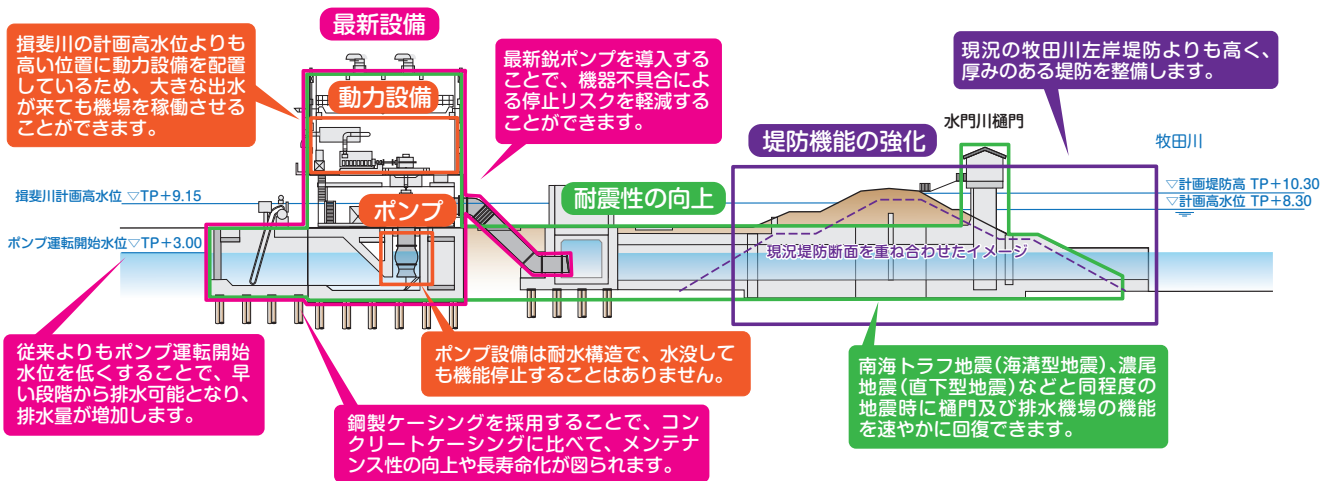 最新設備
揖斐川の計画高水位よりも
高い位置に動力設備を配置
しているため、大きな出水
が来ても機場を稼働させる
ことができます。
動力設備
最新鋭ポンプを導入する
ことで、機器不具合によ
る停止リスクを軽減する
ことができます。
現況の牧田川左岸堤防よりも高く、
厚みのある堤防を整備します。
水門川樋門
牧田川
堤防機能の強化
耐震性の向上
揖斐川計画高水位 ▽TP+9.15
▽計画堤防高 TP+10.30
▽計画高水位 TP+8.30
ポンプ
ポンプ運転開始水位▽TP+3.00
現況堤防断面を重ね合わせたイメージ
従来よりもポンプ運転開始
水位を低くすることで、早
い段階から排水可能となり、
排水量が増加します。
ポンプ設備は耐水構造で、水没して
も機能停止することはありません。
鋼製ケーシングを採用することで、コン
クリートケーシングに比べて、メンテナ
ンス性の向上や長寿命化が図られます。
南海トラフ地震(海溝型地震)、濃尾
地震(直下型地震)などと同程度の
地震時に樋門及び排水機場の機能
を速やかに回復できます。